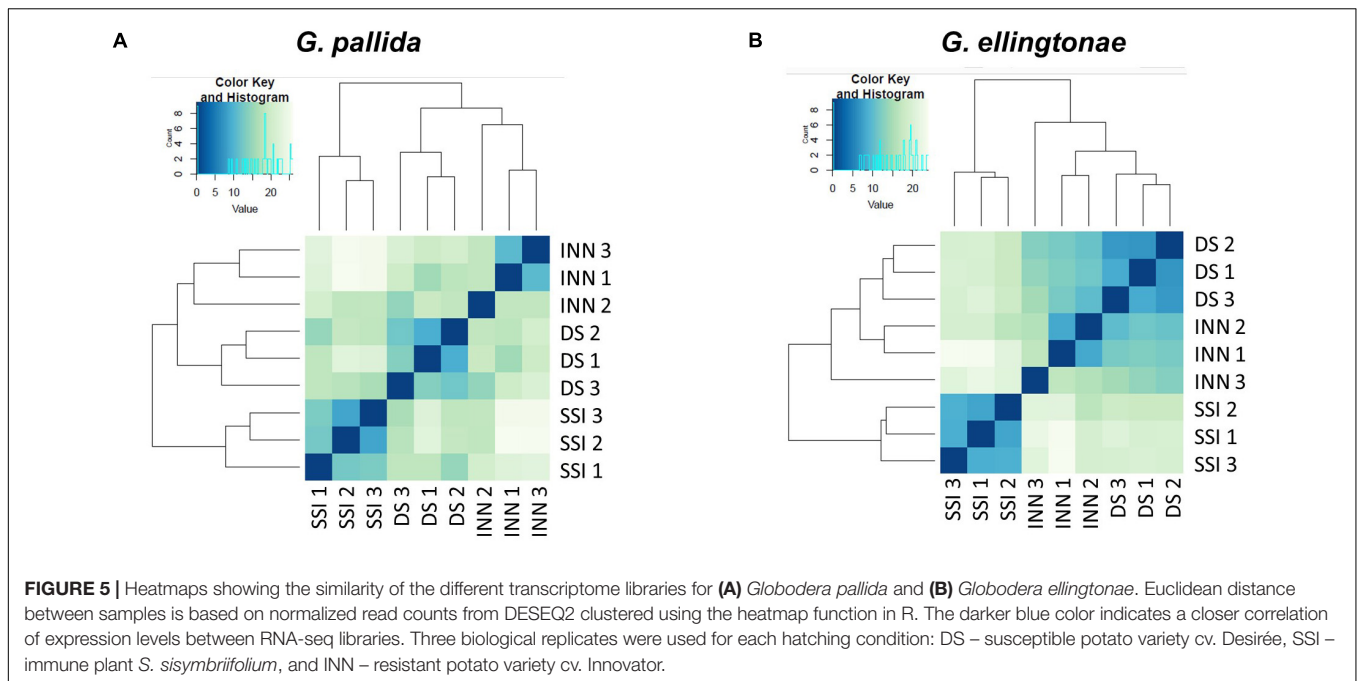 A
G. pallida
Color Key
and Histogram
Count
0 2 4 6 8
0 5 10 20
Value
INN 3
INN 1
INN 2
DS 2
DS 1
DS 3
SSI 3
SSI 2
SSI 1
SSI 1
SSI 2
SSI 3
DS 3
DS 1
DS 2
INN 2
INN 1
INN 3
B
G. ellingtonae
Color Key
and Histogram
Count
0 2 4 6 8
0 5 10 20
Value
DS 2
DS 1
DS 3
INN 2
INN 1
INN 3
SSI 2
SSI 1
SSI 3
SSI 3
SSI 1
SSI 2
INN 3
INN 1
INN 2
DS 3
DS 1
DS 2
FIGURE 5 | Heatmaps showing the similarity of the different transcriptome libraries for (A) Globodera pallida and (B) Globodera ellingtonae. Euclidean distance
between samples is based on normalized read counts from DESEQ2 clustered using the heatmap function in R. The darker blue color indicates a closer correlation
of expression levels between RNA-seq libraries. Three biological replicates were used for each hatching condition: DS – susceptible potato variety cv. Desirée, SSI –
immune plant S. sisymbriifolium, and INN – resistant potato variety cv. Innovator.